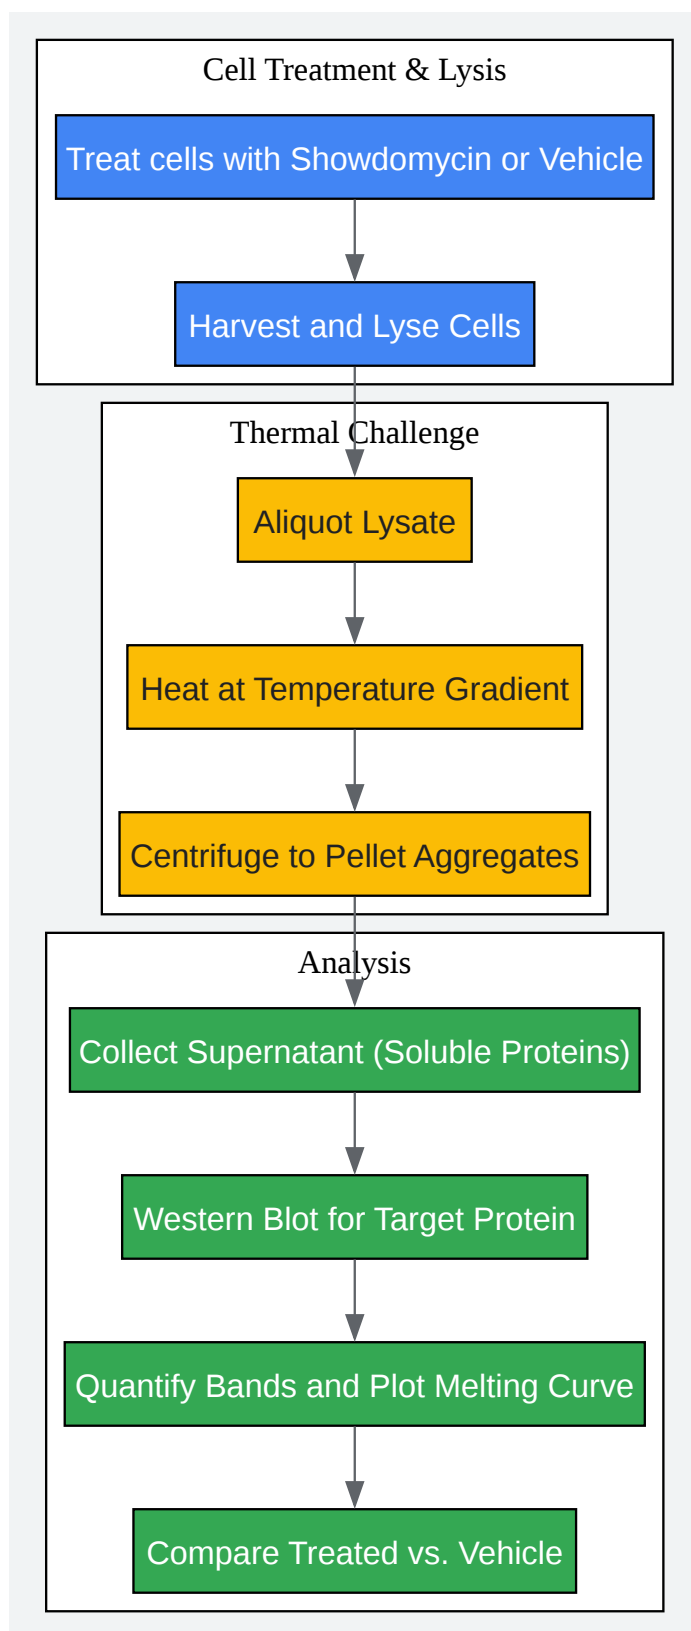 Cell Treatment & Lysis
Treat cells with Showdomycin or Vehicle
Harvest and Lyse Cells
Thermal Challenge
Aliquot Lysate
Heat at Temperature Gradient
Centrifuge to Pellet Aggregates
Analysis
Collect Supernatant (Soluble Proteins)
Western Blot for Target Protein
Quantify Bands and Plot Melting Curve
Compare Treated vs. Vehicle